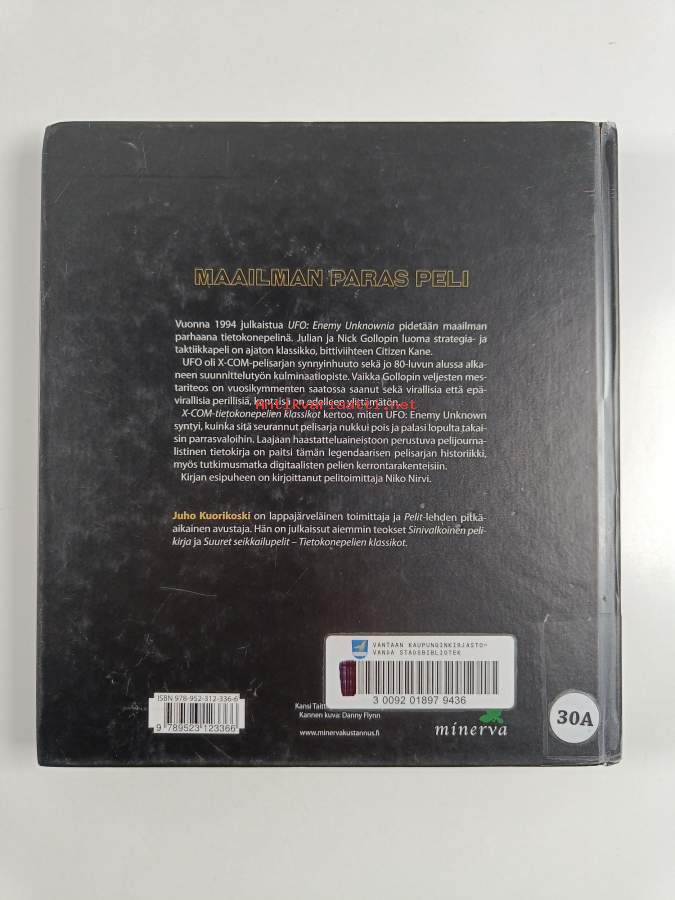 MAAILMAN PARAS PELI
Vuonna 1994 julkaistua UFO: Enemy Unknownia pidetään maailman
parhaana tietokonepelinä. Julian ja Nick Gollopin luoma strategia- ja
taktiikkapeli on ajaton klassikko, bittiviihteen Citizen Kane.
UFO oli X-COM-pelisarjan synnyinhuuto sekä jo 80-luvun alussa alka-
neen suunnittelutyön kulminaatiopiste. Vaikka Gollopin veljesten mes-
tariteos on vuosikymmenten saatossa saanut sekä virallisia että epä-
virallisia perillisiä, on edelleen ylittämätön.
Antikvariaatti.net
X-COM-tietokonepelien klassikot kertoo, miten UFO: Enemy Unknown
syntyi, kuinka sitä seurannut pelisarja nukkui pois ja palasi lopulta takai-
sin parrasvaloihin. Laajaan haastatteluaineistoon perustuva pelijourna-
listinen tietokirja on paitsi tämän legendaarisen pelisarjan historiikki,
myös tutkimusmatka digitaalisten pelien kerrontarakenteisiin.
Kirjan esipuheen on kirjoittanut pelitoimittaja Niko Nirvi.
Juho Kuorikoski on lappajärveläinen toimittaja ja Pelit-lehden pitkä-
aikainen avustaja. Hän on julkaissut aiemmin teokset Sinivalkoinen peli-
kirja ja Suuret seikkailupelit – Tietokonepelien klassikot.
VANTAAN KAUPUNGINKIRJASTO-
VANDA STADSBIBLIOTEK
3 0092 01897 9436
ISBN 978-952-312-336-6
9 789523 123366
Kansi
Kannen kuva: Danny Flynn
www.minervakustannus.fi
minerva
30A